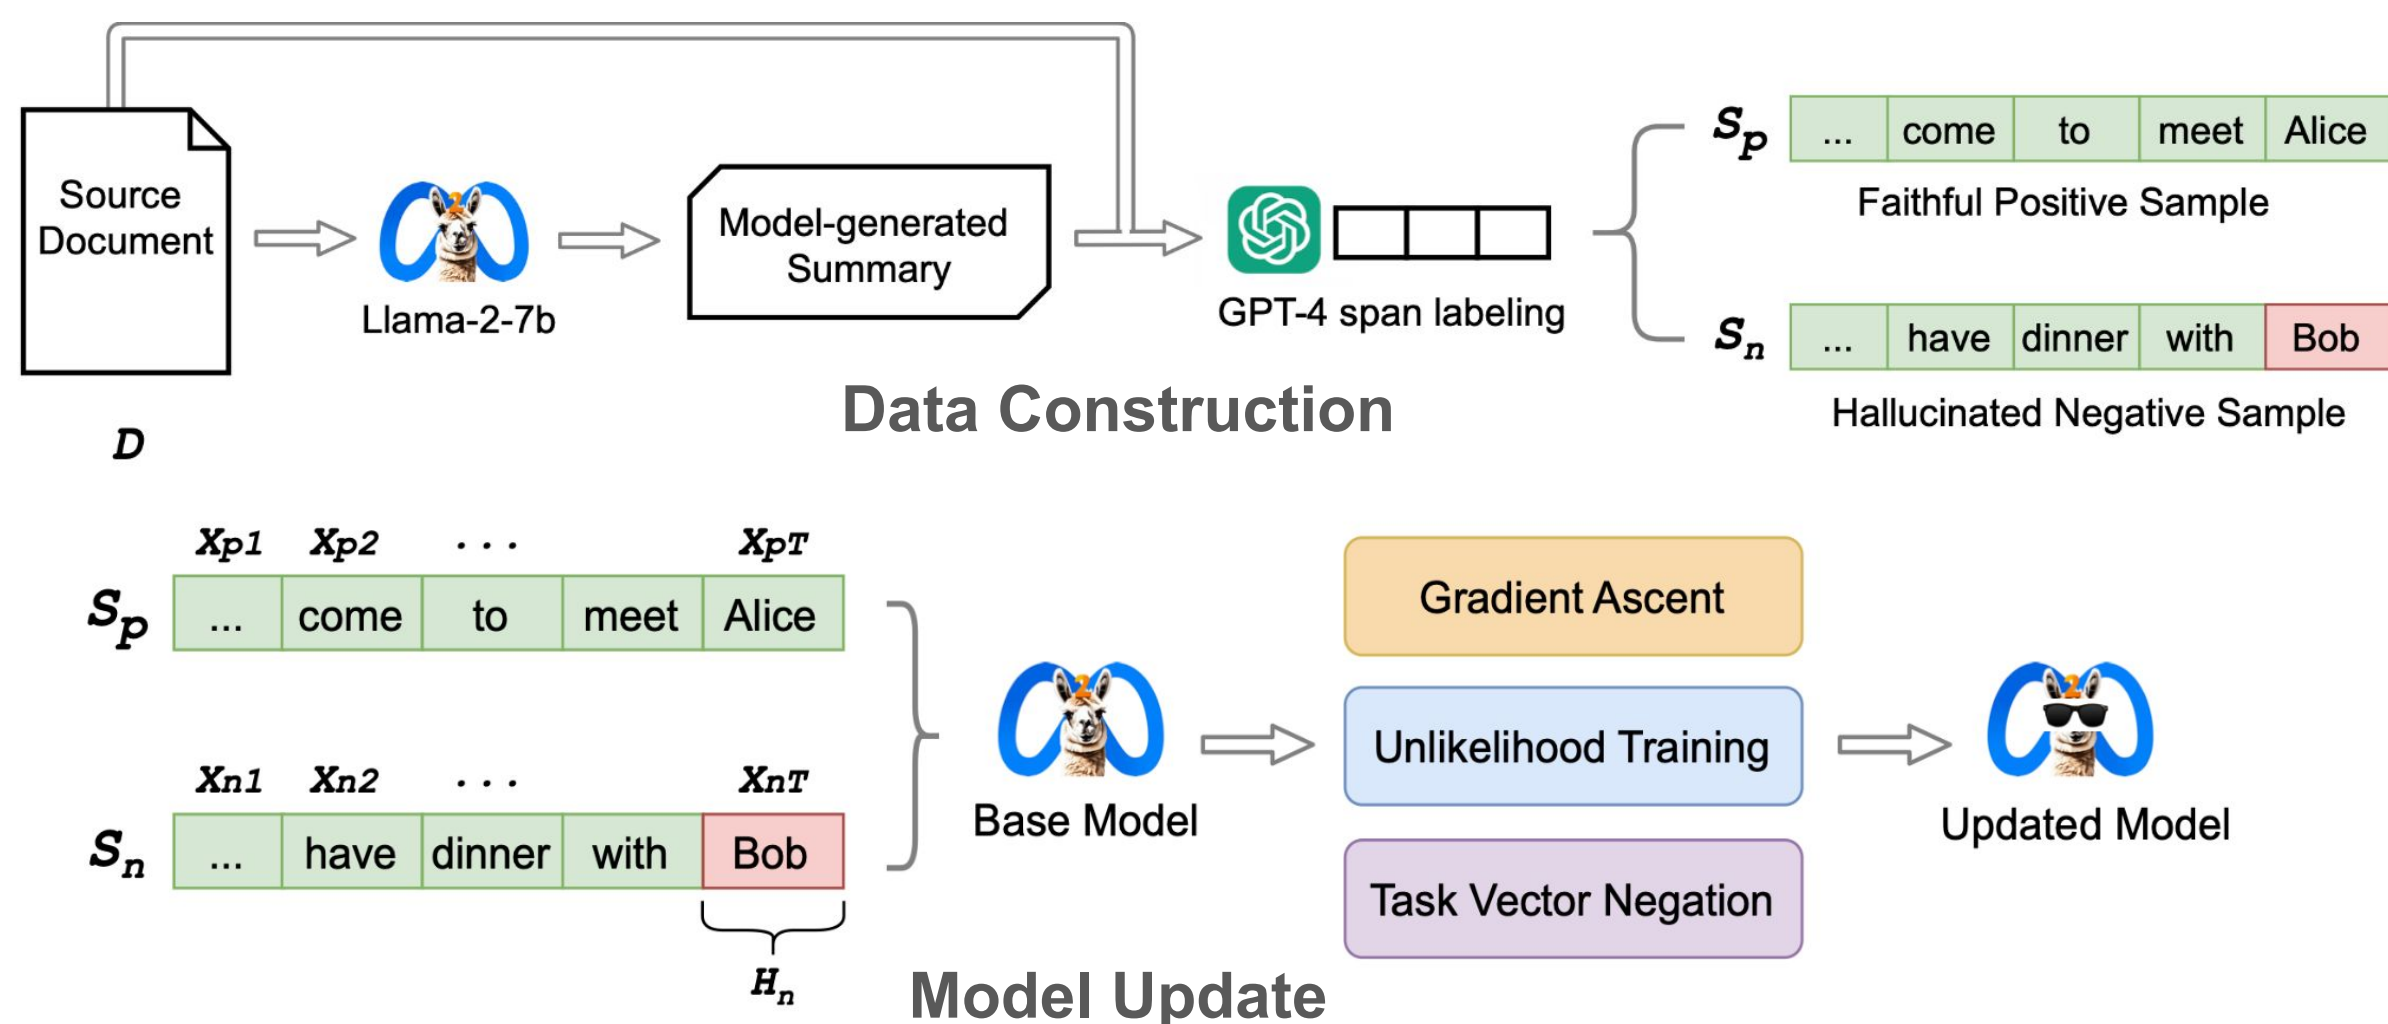 Source
Document
D
2
Llama-2-7b
Model-generated
Summary
GPT-4 span labeling
Sp ... come to meet Alice
Faithful Positive Sample
Sn ... have dinner with Bob
Hallucinated Negative Sample
Data Construction
Xp1 Xp2 ... XpT
Sp ... come to meet Alice
Xn1 Xn2 ... XnT
Sn ... have dinner with Bob
Hn
2
Base Model
Gradient Ascent
Unlikelihood Training
Task Vector Negation
2
Updated Model
Model Update